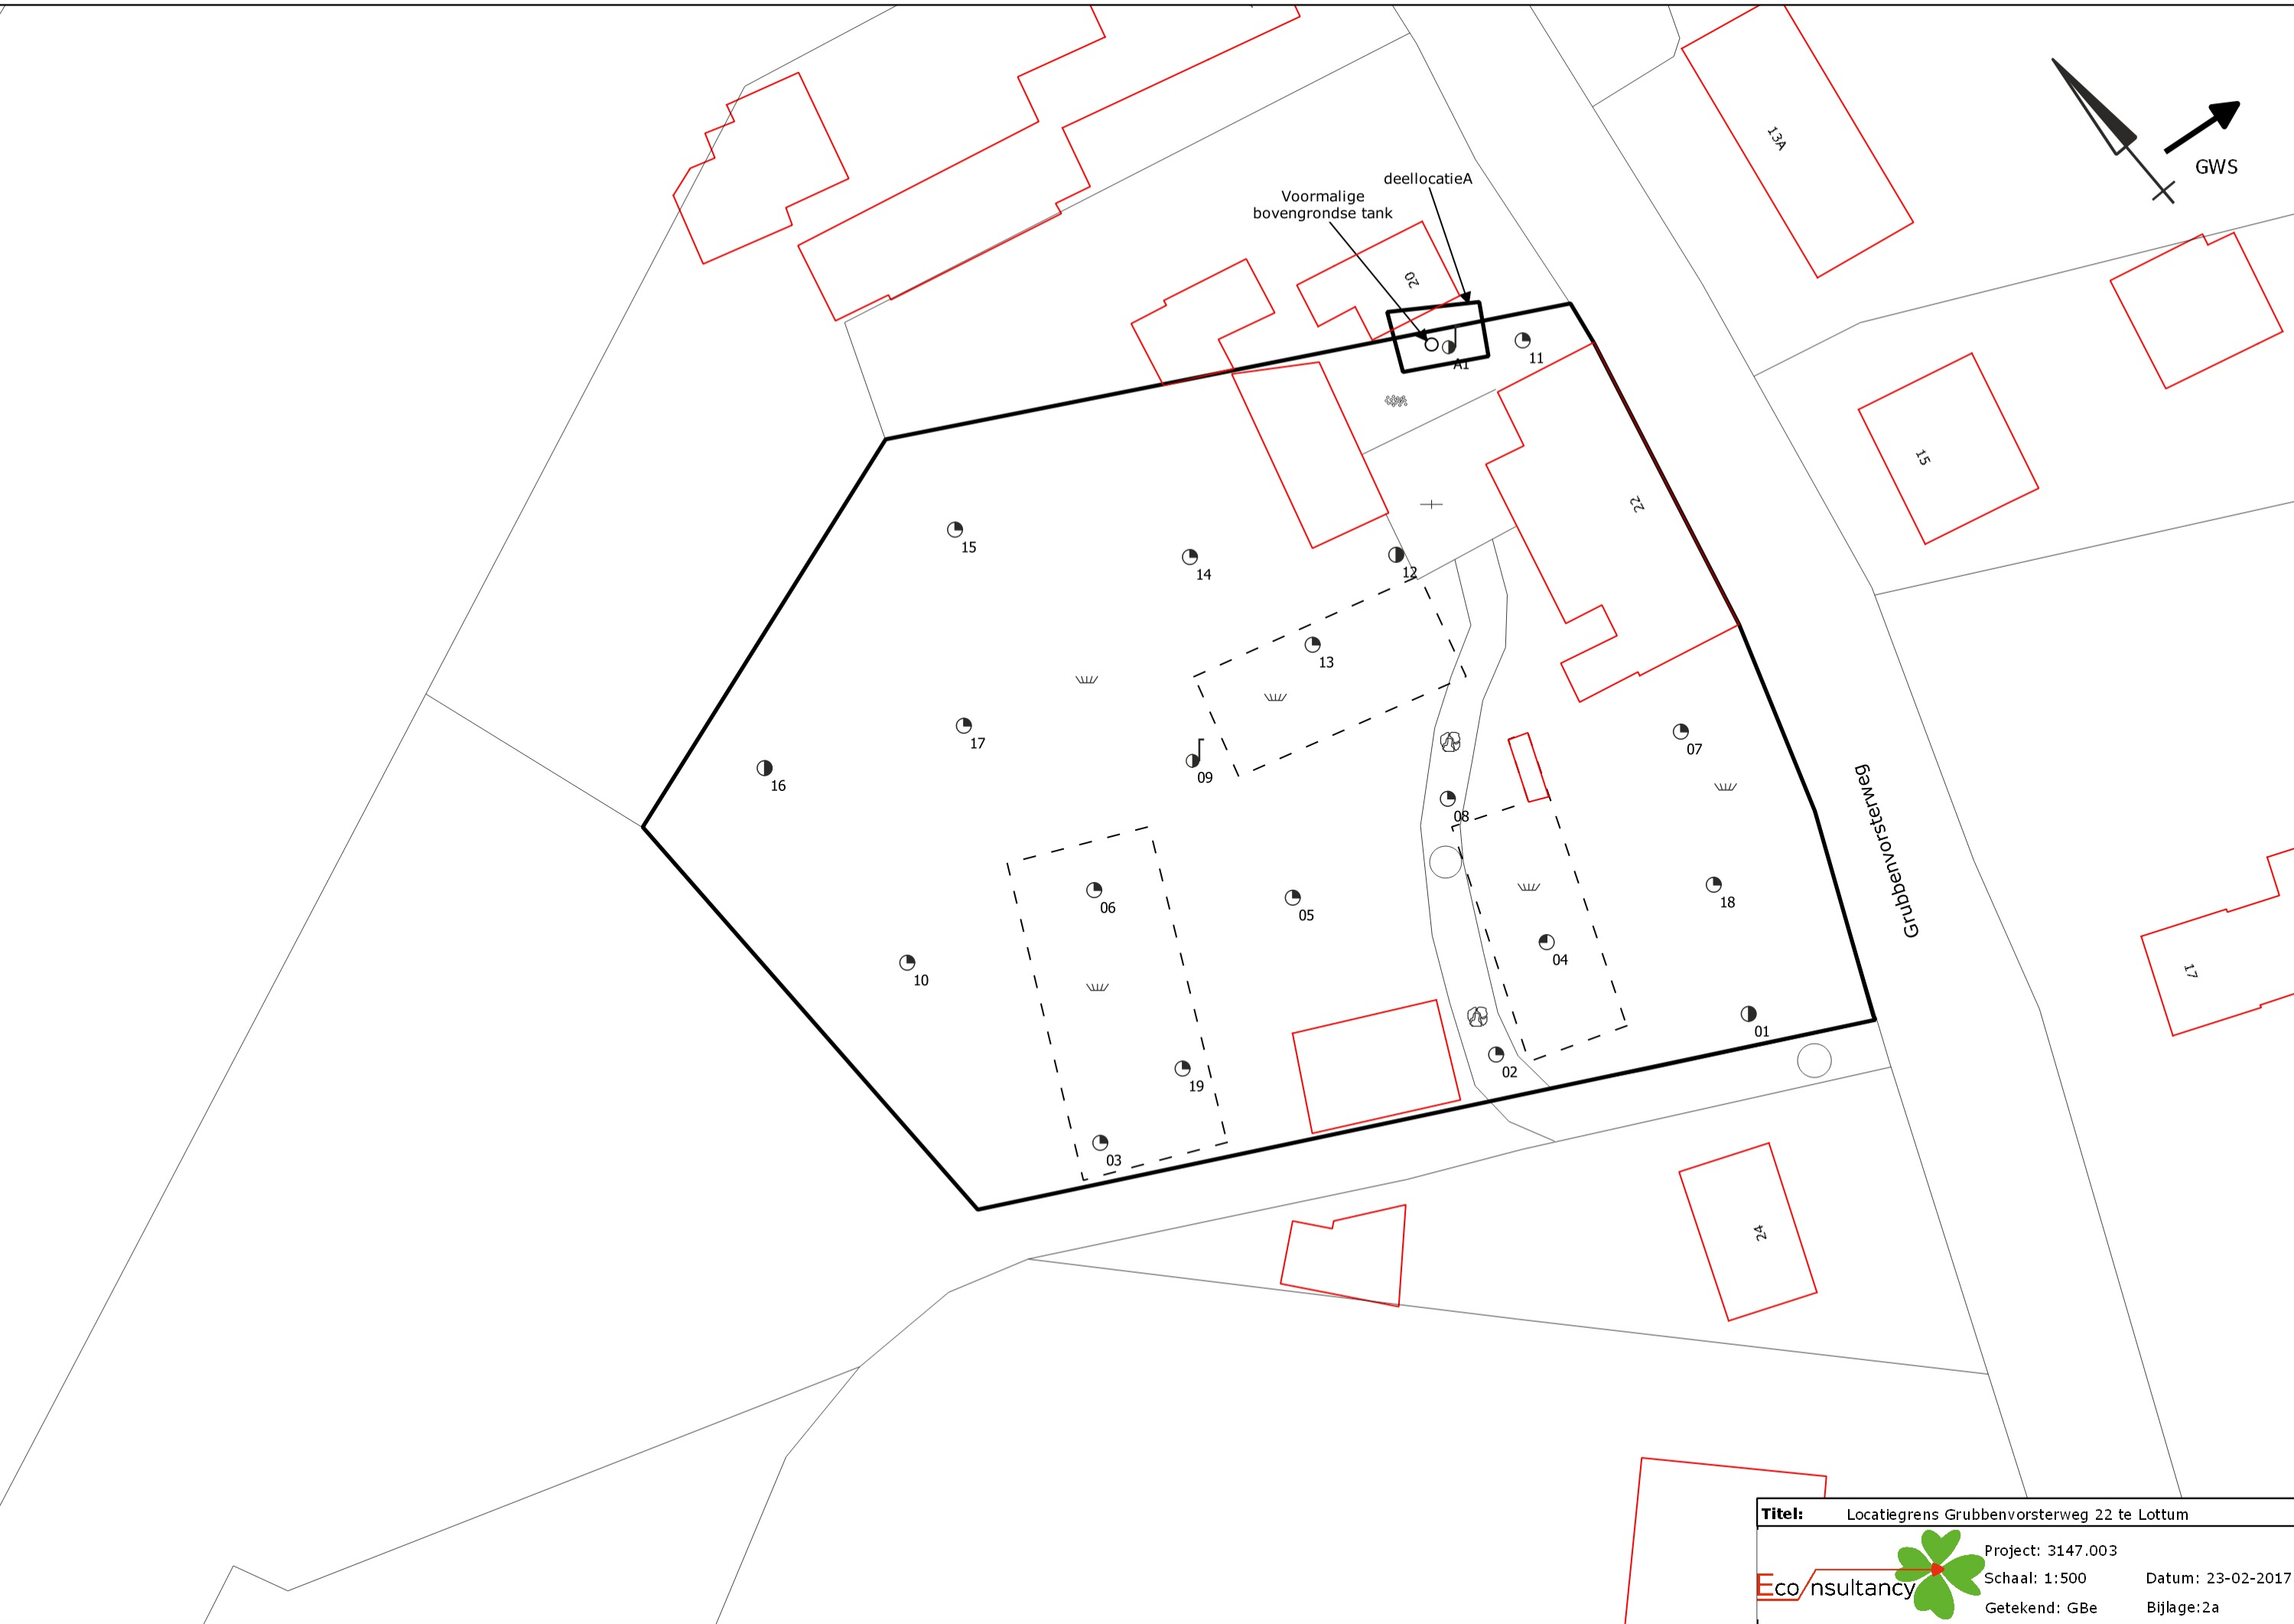 13A
GWS
deellocatieA
Voormalige
bovengrondse tank
20
11
A1
15
22
15
14
12
13
17
07
16
09
08
Grubbenvorsterweg
18
06
05
04
10
17
01
02
19
03
24
Titel: Locatiegrens Grubbenvorsterweg 22 te Lottum
Project: 3147.003
Econsultancy
Schaal: 1:500 Datum: 23-02-2017
Getekend: GBe Bijlage:2a